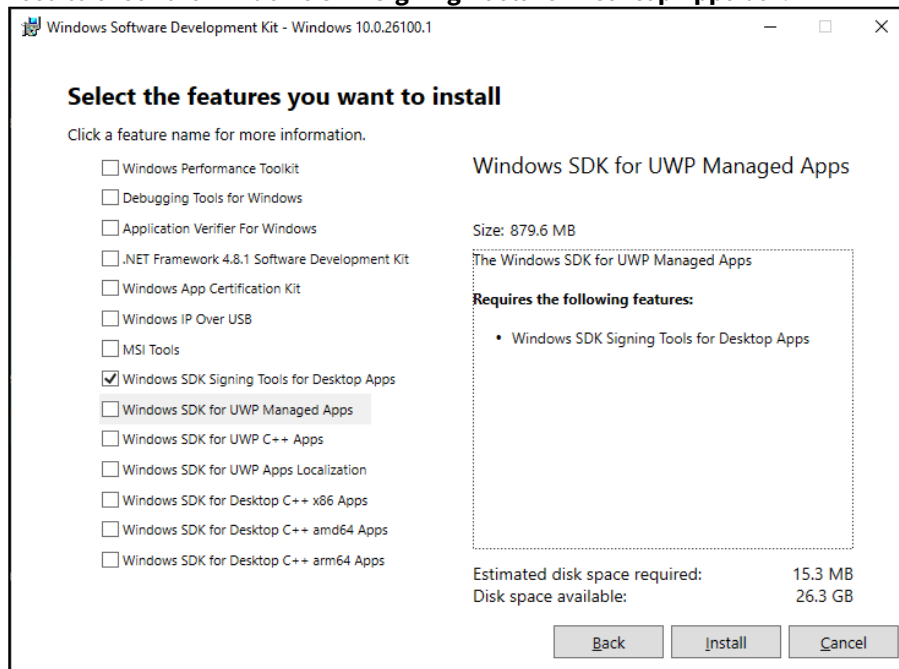 Windows Software Development Kit - Windows 10.0.26100.1
Select the features you want to install
Click a feature name for more information.
Windows Performance Toolkit
Debugging Tools for Windows
Application Verifier For Windows
.NET Framework 4.8.1 Software Development Kit
Windows App Certification Kit
Windows IP Over USB
MSI Tools
Windows SDK Signing Tools for Desktop Apps
Windows SDK for UWP Managed Apps
Windows SDK for UWP C++ Apps
Windows SDK for UWP Apps Localization
Windows SDK for Desktop C++ x86 Apps
Windows SDK for Desktop C++ amd64 Apps
Windows SDK for Desktop C++ arm64 Apps
Windows SDK for UWP Managed Apps
Size: 879.6 MB
The Windows SDK for UWP Managed Apps
Requires the following features:
• Windows SDK Signing Tools for Desktop Apps
Estimated disk space required: 15.3 MB
Disk space available: 26.3 GB
Back Install Cancel